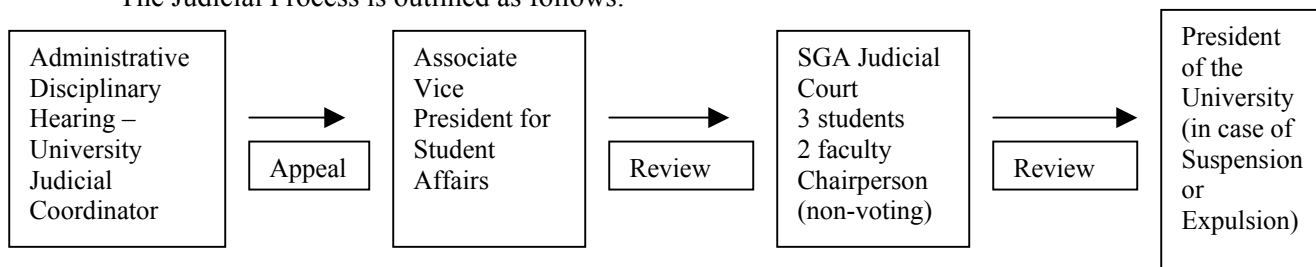 The Judicial Process is outlined as follows:
Administrative
Disciplinary
Hearing –
University
Judicial
Coordinator
Appeal
Associate
Vice
President for
Student
Affairs
Review
SGA Judicial
Court
3 students
2 faculty
Chairperson
(non-voting)
Review
President
of the
University
(in case of
Suspension
or
Expulsion)